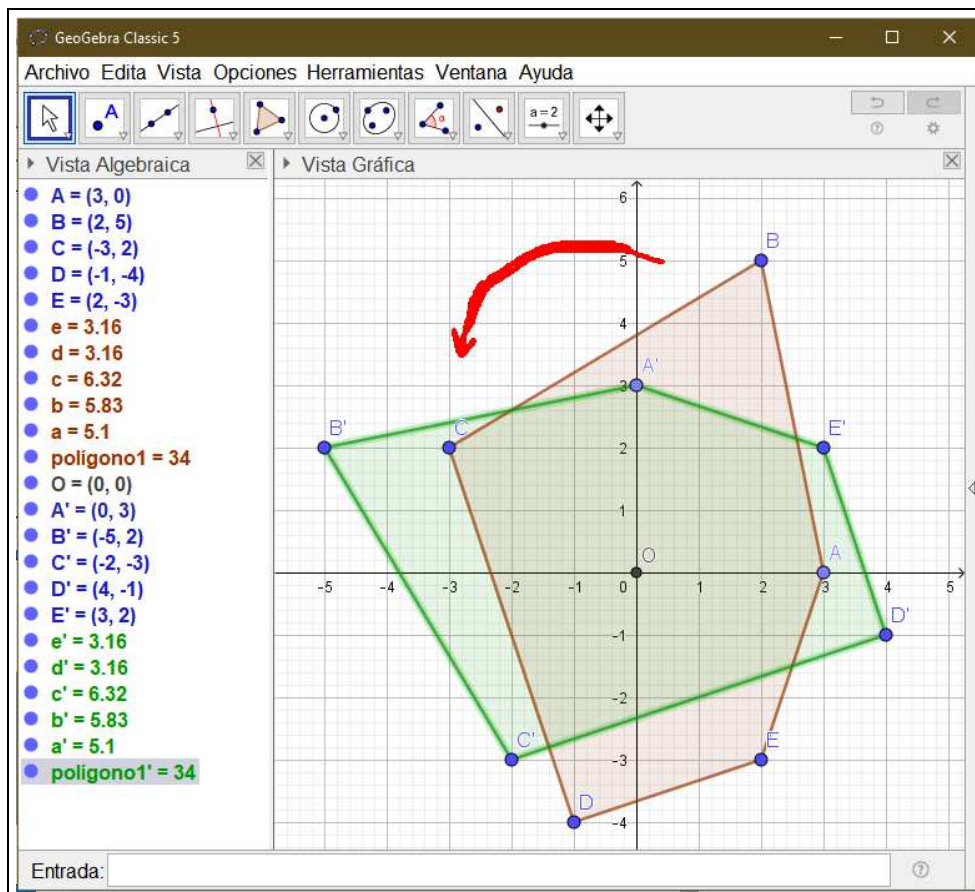 GeoGebra Classic 5
Archivo Edita Vista Opciones Herramientas Ventana Ayuda
A
α
a=2
Vista Algebraica
Vista Gráfica
A = (3, 0)
B = (2, 5)
C = (-3, 2)
D = (-1, -4)
E = (2, -3)
e = 3.16
d = 3.16
c = 6.32
b = 5.83
a = 5.1
polígono1 = 34
O = (0, 0)
A' = (0, 3)
B' = (-5, 2)
C' = (-2, -3)
D' = (4, -1)
E' = (3, 2)
e' = 3.16
d' = 3.16
c' = 6.32
b' = 5.83
a' = 5.1
polígono1' = 34
6
B
5
4
A'
3
B'
C
E'
2
1
O
A
-5 -4 -3 -2 -1 0 1 2 3 4 5
D'
-1
-2
C'
E
-3
D
-4
Entrada: